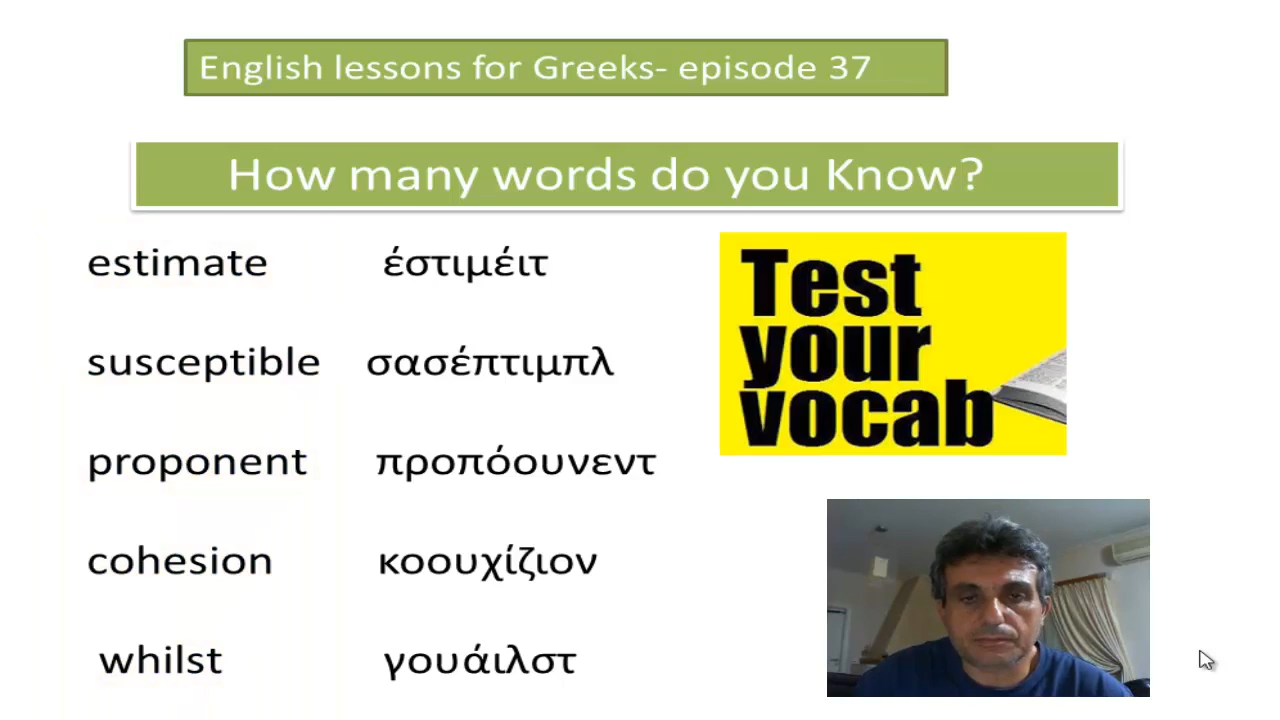 English lessons for Greeks- episode 37
How many words do you Know?
estimate έστιμέιτ
susceptible σασέπτιμπλ
proponent προπόουνεντ
cohesion κοουχίζιον
whilst γουάιλστ
Test
your
vocab